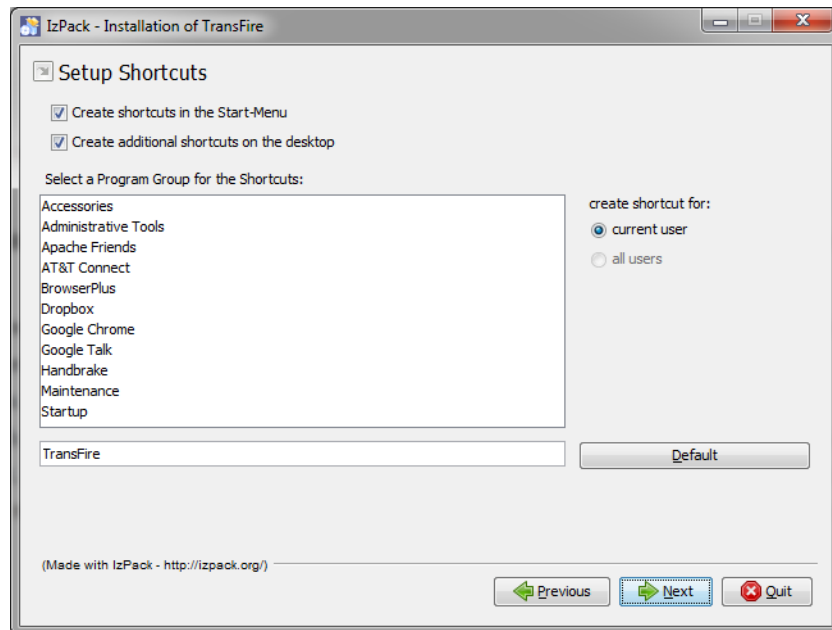 IzPack - Installation of TransFire
Setup Shortcuts
Create shortcuts in the Start-Menu
Create additional shortcuts on the desktop
Select a Program Group for the Shortcuts:
Accessories
Administrative Tools
Apache Friends
AT&T Connect
BrowserPlus
Dropbox
Google Chrome
Google Talk
Handbrake
Maintenance
Startup
create shortcut for:
current user
all users
TransFire
Default
(Made with IzPack - http://izpack.org/)
Previous
Next
Quit